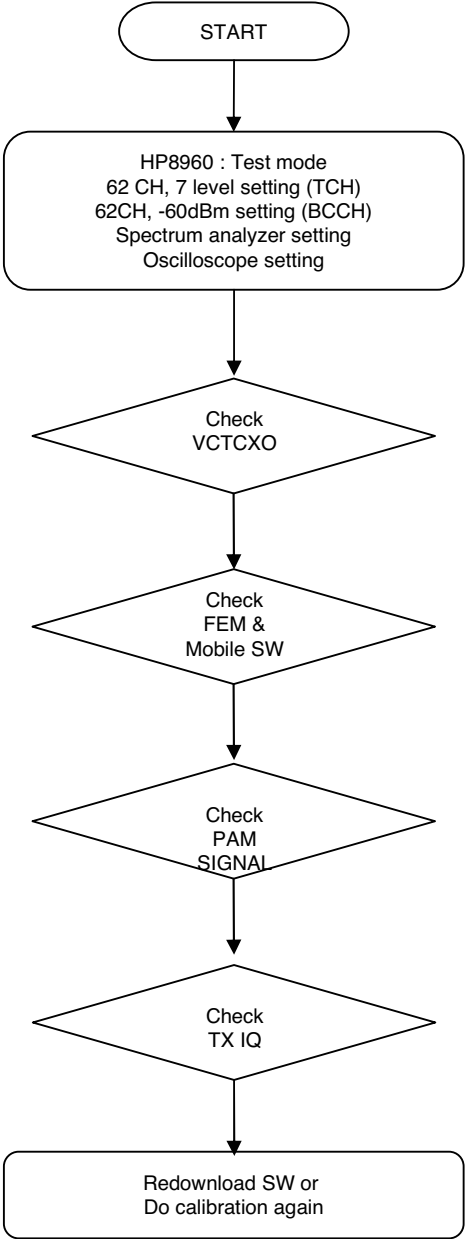 START
HP8960 : Test mode
62 CH, 7 level setting (TCH)
62CH, -60dBm setting (BCCH)
Spectrum analyzer setting
Oscilloscope setting
Check
VCTCXO
Check
FEM &
Mobile SW
Check
PAM
SIGNAL
Check
TX IQ
Redownload SW or
Do calibration again